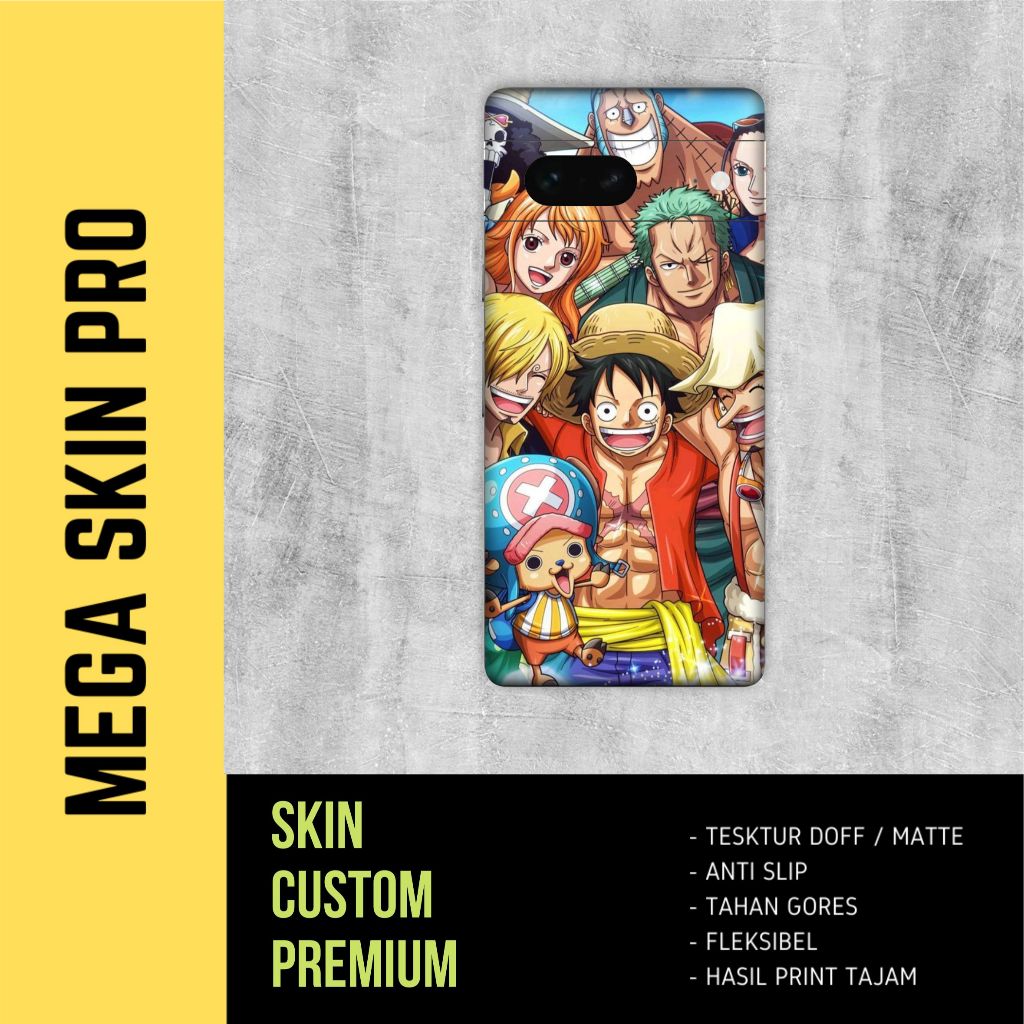 MEGA SKIN PRO
SKIN
CUSTOM
PREMIUM
- TESKTUR DOFF / MATTE
- ANTI SLIP
- TAHAN GORES
- FLEKSIBEL
- HASIL PRINT TAJAM